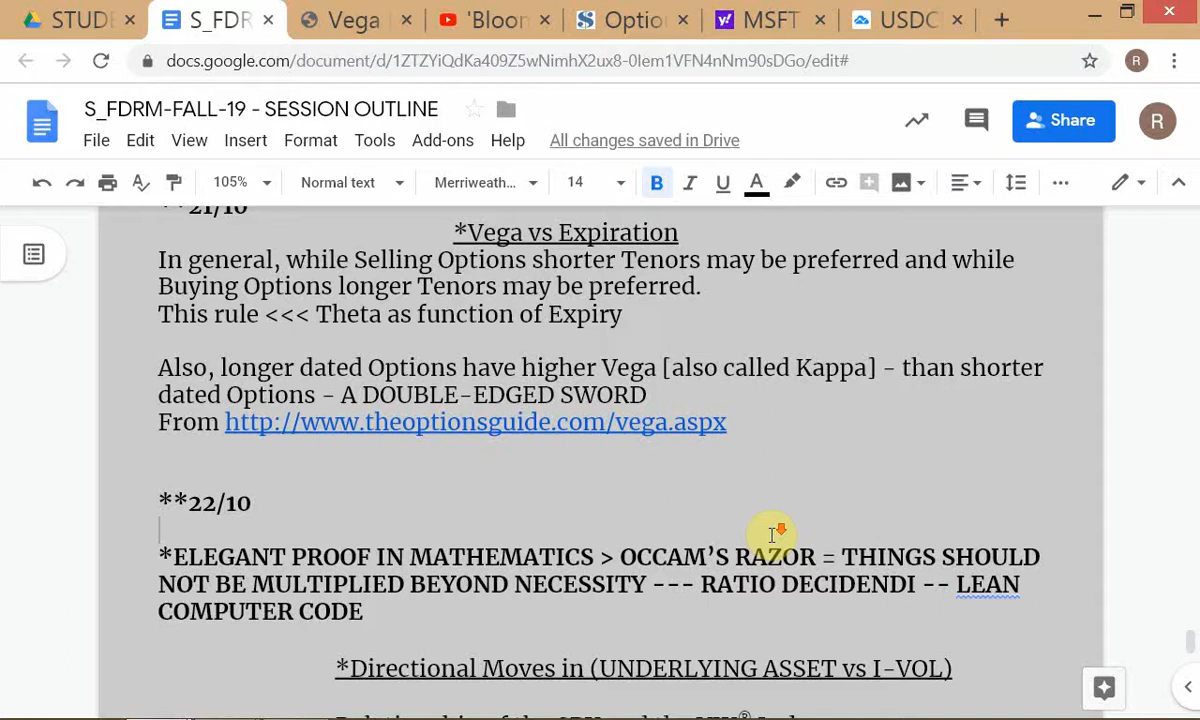 STUDE
S_FDR
Vega
'Bloon
Optio
MSFT
USDC
docs.google.com/document/d/1ZTZYiQdKa409Z5wNimhX2ux8-0Iem1VFN4nNm90sDGo/edit#
R
S_FDRM-FALL-19 - SESSION OUTLINE
Share
R
File Edit View Insert Format Tools Add-ons Help All changes saved in Drive
105% Normal text Merriweath... 14 B I U A
**21/10
*Vega vs Expiration
In general, while Selling Options shorter Tenors may be preferred and while
Buying Options longer Tenors may be preferred.
This rule <<< Theta as function of Expiry
Also, longer dated Options have higher Vega [also called Kappa] - than shorter
dated Options - A DOUBLE-EDGED SWORD
From http://www.theoptionsguide.com/vega.aspx
**22/10
*ELEGANT PROOF IN MATHEMATICS > OCCAM'S RAZOR = THINGS SHOULD
NOT BE MULTIPLIED BEYOND NECESSITY --- RATIO DECIDENDI -- LEAN
COMPUTER CODE
*Directional Moves in (UNDERLYING ASSET vs I-VOL)